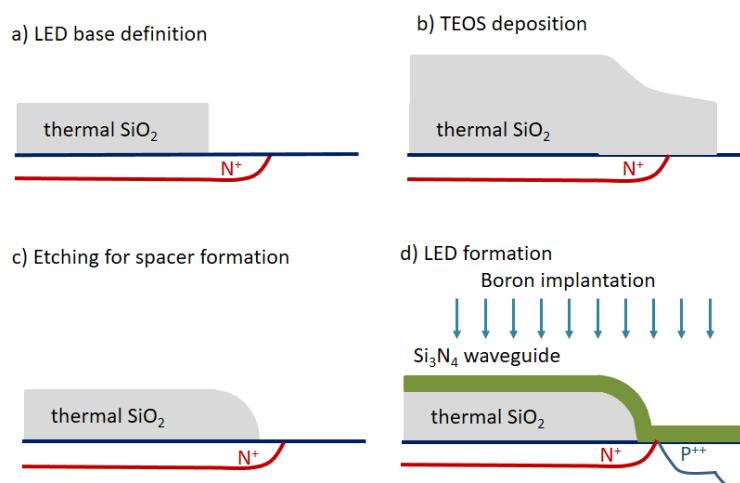 a) LED base definition
thermal SiO₂
N⁺
b) TEOS deposition
thermal SiO₂
N⁺
c) Etching for spacer formation
thermal SiO₂
N⁺
d) LED formation
Boron implantation
Si₃N₄ waveguide
thermal SiO₂
N⁺ P⁺⁺